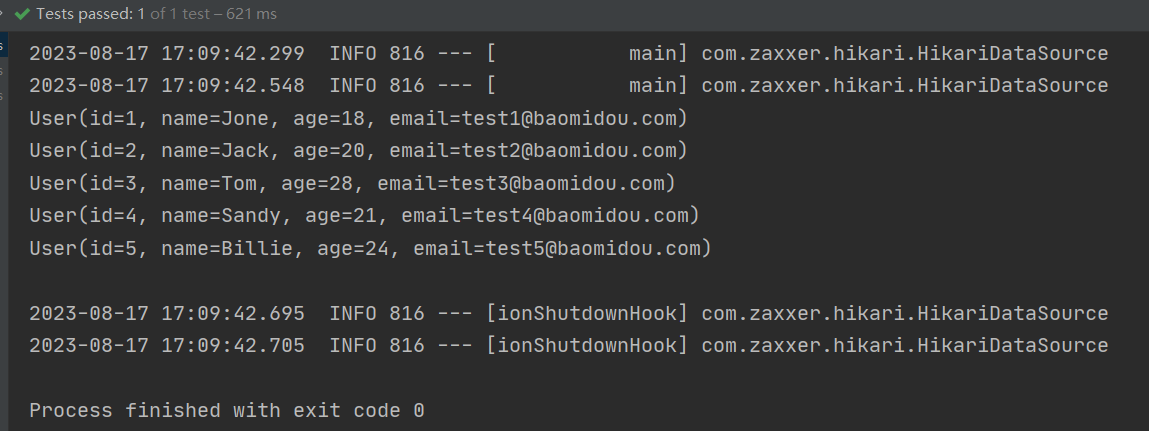 Tests passed: 1 of 1 test – 621 ms
2023-08-17 17:09:42.299  INFO 816 --- [           main] com.zaxxer.hikari.HikariDataSource
2023-08-17 17:09:42.548  INFO 816 --- [           main] com.zaxxer.hikari.HikariDataSource
User(id=1, name=Jone, age=18, email=test1@baomidou.com)
User(id=2, name=Jack, age=20, email=test2@baomidou.com)
User(id=3, name=Tom, age=28, email=test3@baomidou.com)
User(id=4, name=Sandy, age=21, email=test4@baomidou.com)
User(id=5, name=Billie, age=24, email=test5@baomidou.com)
2023-08-17 17:09:42.695  INFO 816 --- [ionShutdownHook] com.zaxxer.hikari.HikariDataSource
2023-08-17 17:09:42.705  INFO 816 --- [ionShutdownHook] com.zaxxer.hikari.HikariDataSource
Process finished with exit code 0